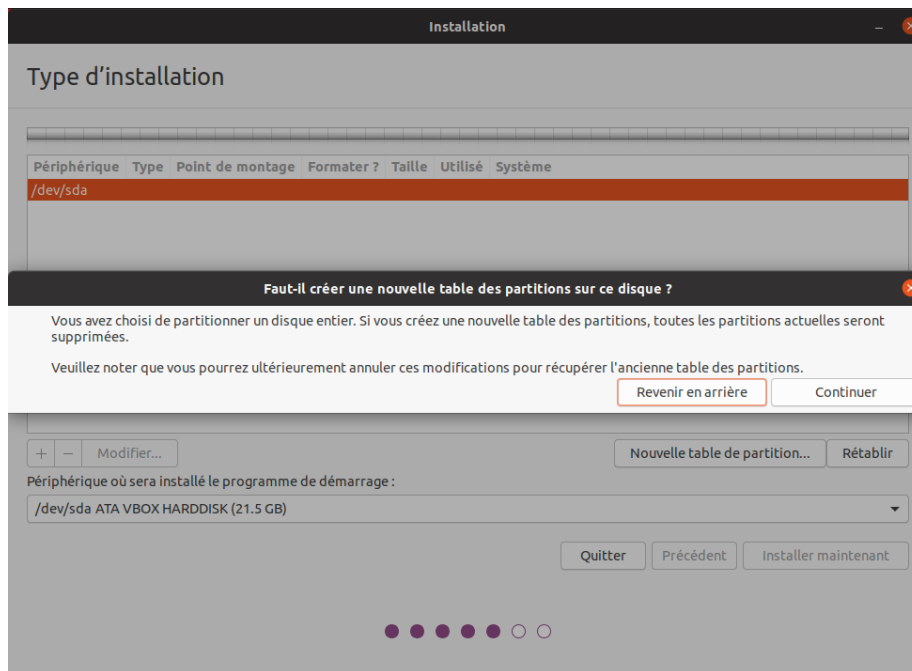 Installation
Type d’installation
Périphérique Type Point de montage Formater ? Taille Utilisé Système
/dev/sda
Faut-il créer une nouvelle table des partitions sur ce disque ?
Vous avez choisi de partitionner un disque entier. Si vous créez une nouvelle table des partitions, toutes les partitions actuelles seront
supprimées.
Veuillez noter que vous pourrez ultérieurement annuler ces modifications pour récupérer l'ancienne table des partitions.
Revenir en arrière Continuer
+ − Modifier... Nouvelle table de partition... Rétablir
Périphérique où sera installé le programme de démarrage :
/dev/sda ATA VBOX HARDDISK (21.5 GB)
Quitter Précédent Installer maintenant